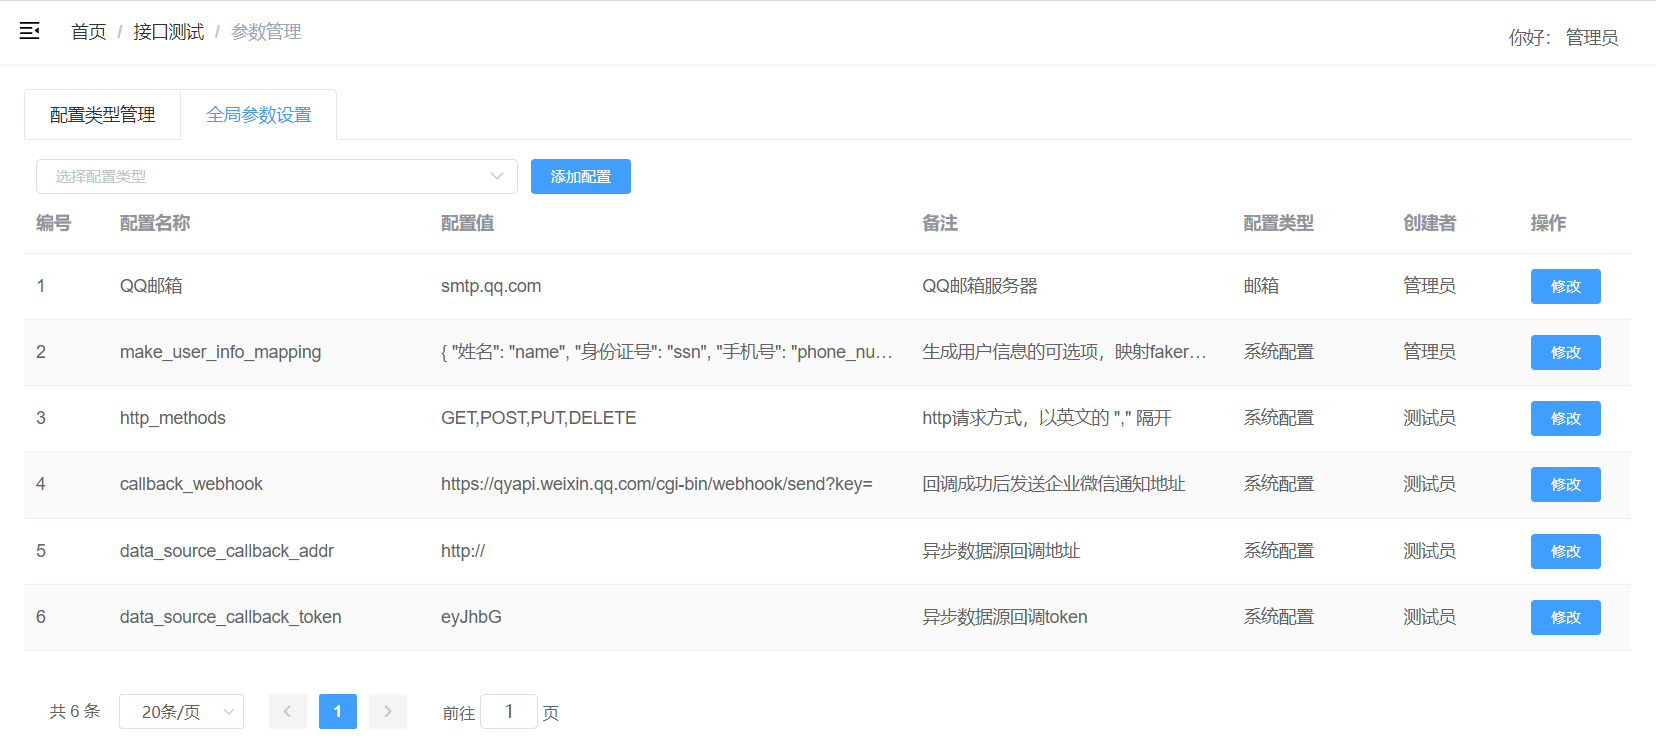 首页 / 接口测试 / 参数管理
你好： 管理员
配置类型管理 全局参数设置
选择配置类型 添加配置
编号 配置名称 配置值 备注 配置类型 创建者 操作
1 QQ邮箱 smtp.qq.com QQ邮箱服务器 邮箱 管理员 修改
2 make_user_info_mapping { "姓名": "name", "身份证号": "ssn", "手机号": "phone_nu… 生成用户信息的可选项，映射faker… 系统配置 管理员 修改
3 http_methods GET,POST,PUT,DELETE http请求方式，以英文的 "," 隔开 系统配置 测试员 修改
4 callback_webhook https://qyapi.weixin.qq.com/cgi-bin/webhook/send?key= 回调成功后发送企业微信通知地址 系统配置 测试员 修改
5 data_source_callback_addr http:// 异步数据源回调地址 系统配置 测试员 修改
6 data_source_callback_token eyJhbG 异步数据源回调token 系统配置 测试员 修改
共 6 条 20条/页 1 前往 1 页